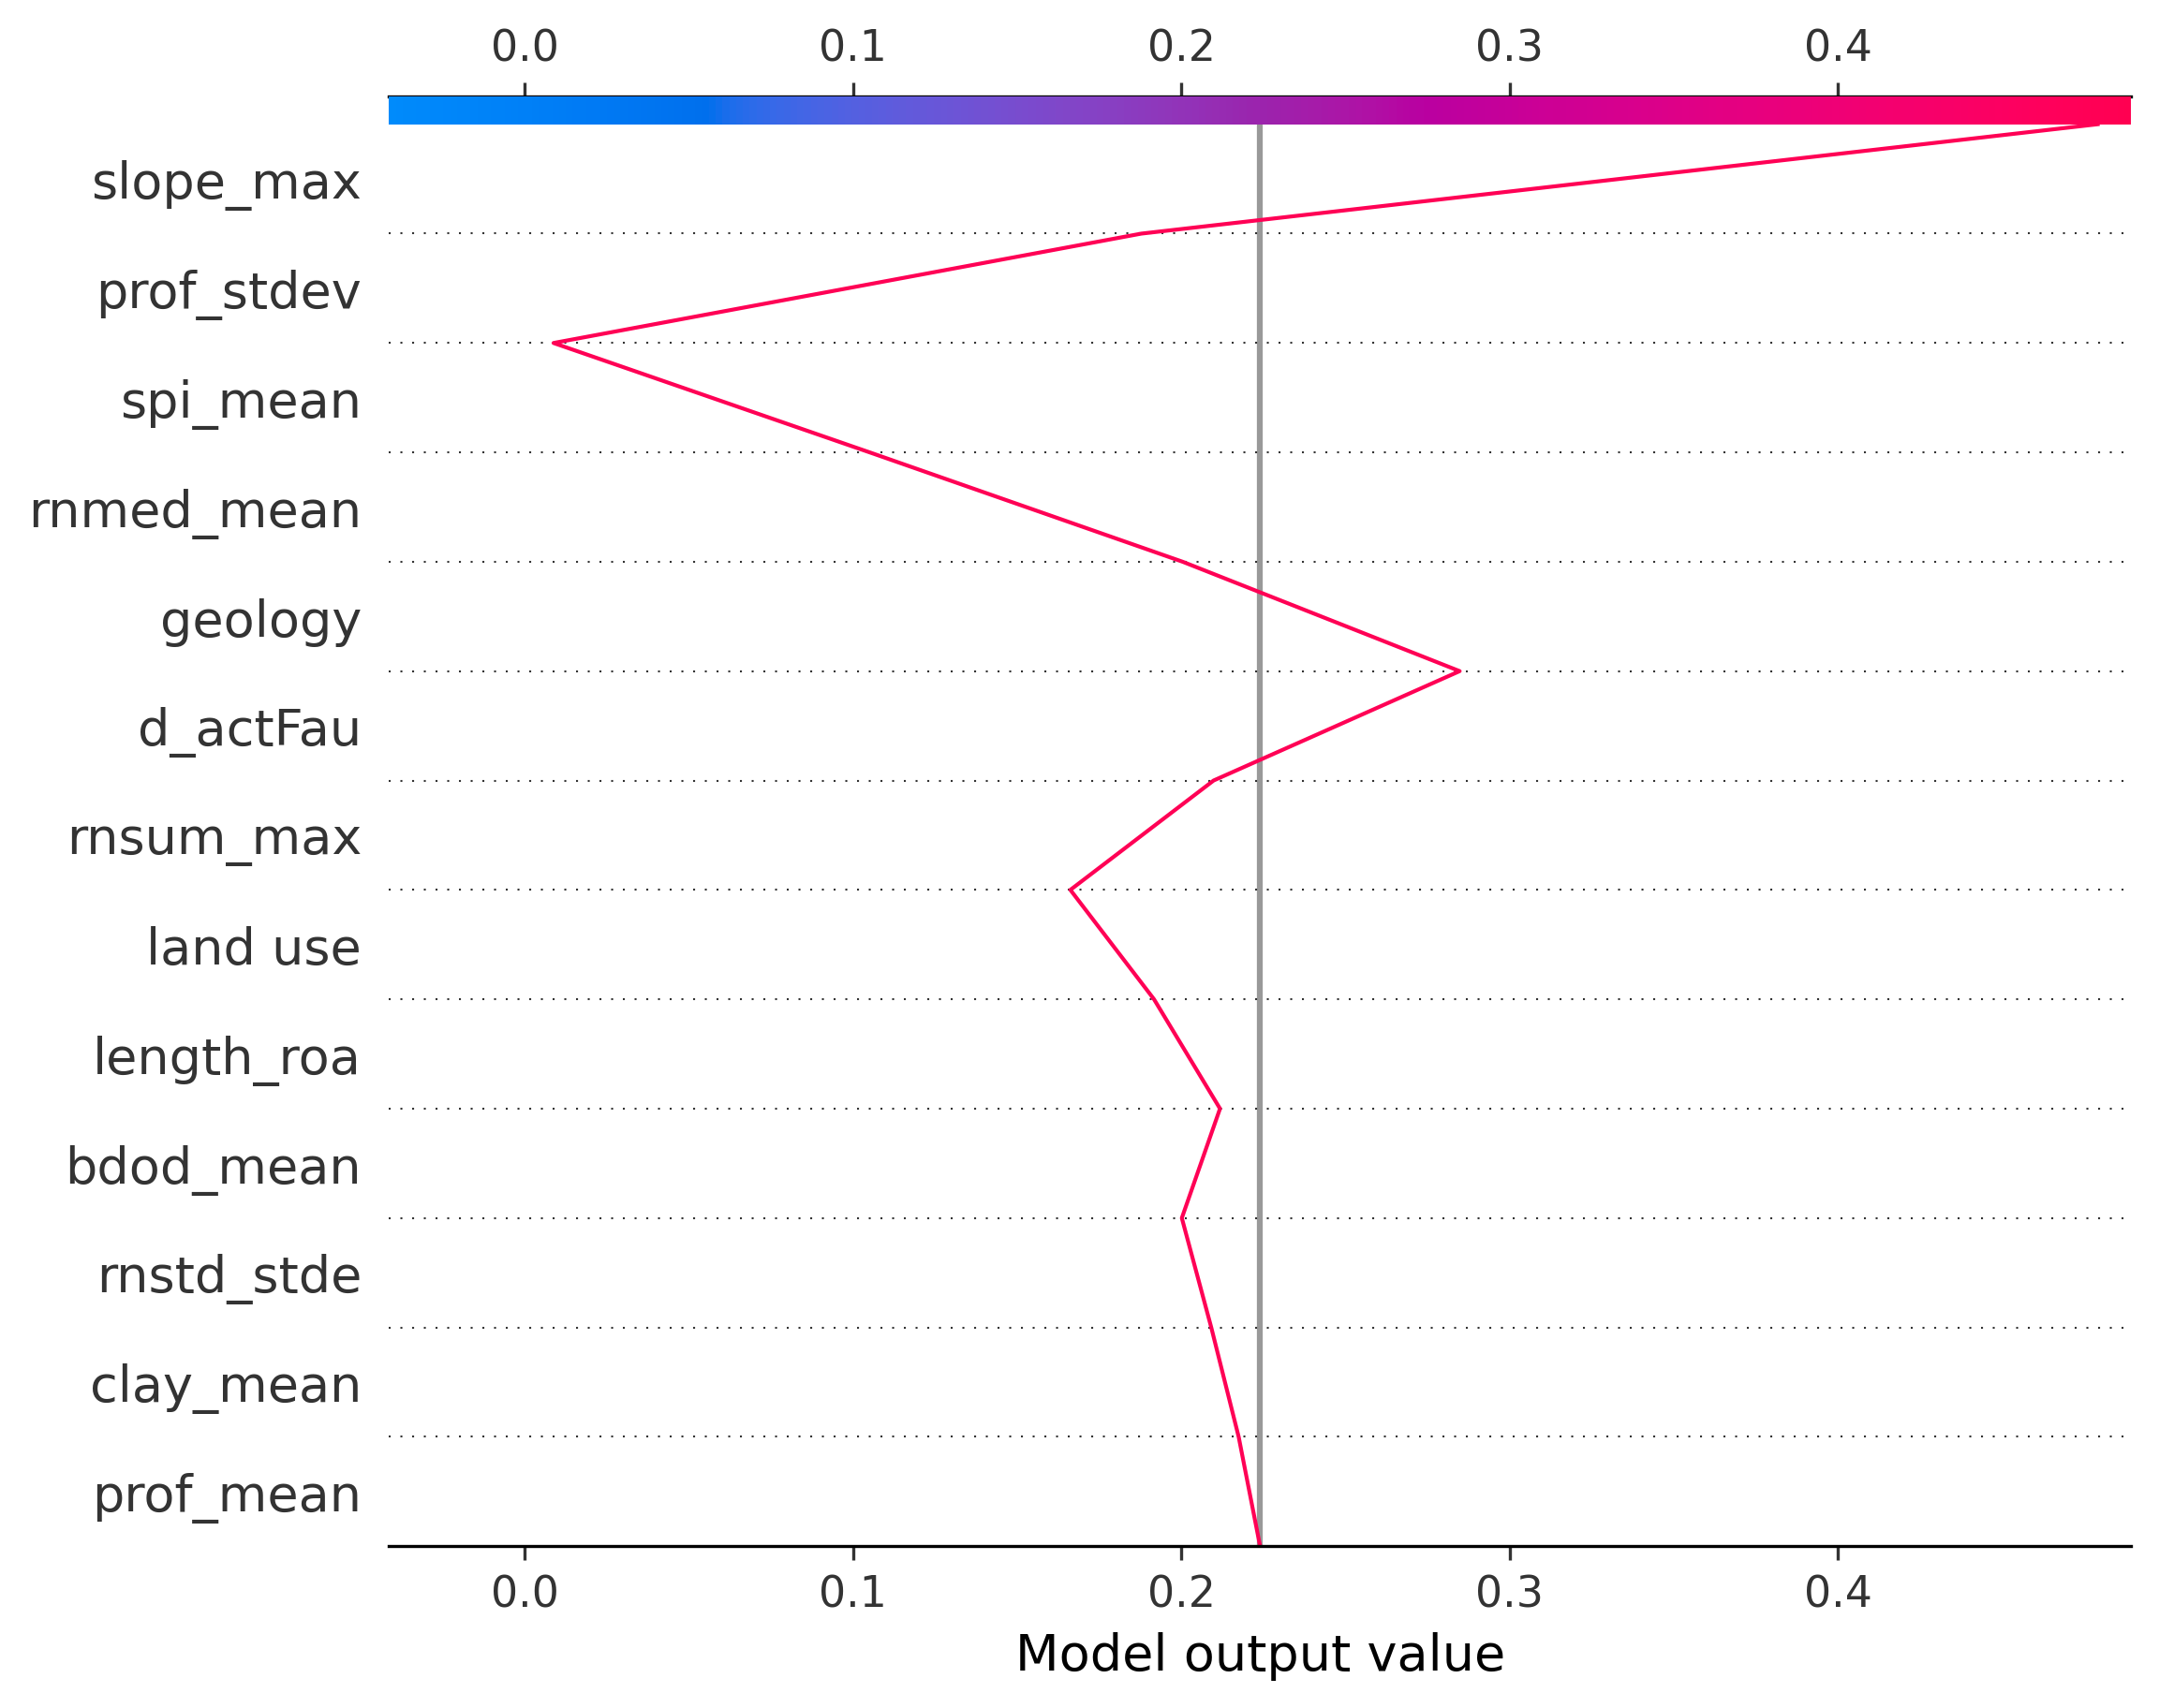 0.0 0.1 0.2 0.3 0.4
slope_max
prof_stdev
spi_mean
rnmed_mean
geology
d_actFau
rnsum_max
land use
length_roa
bdod_mean
rnstd_stde
clay_mean
prof_mean
0.0 0.1 0.2 0.3 0.4
Model output value